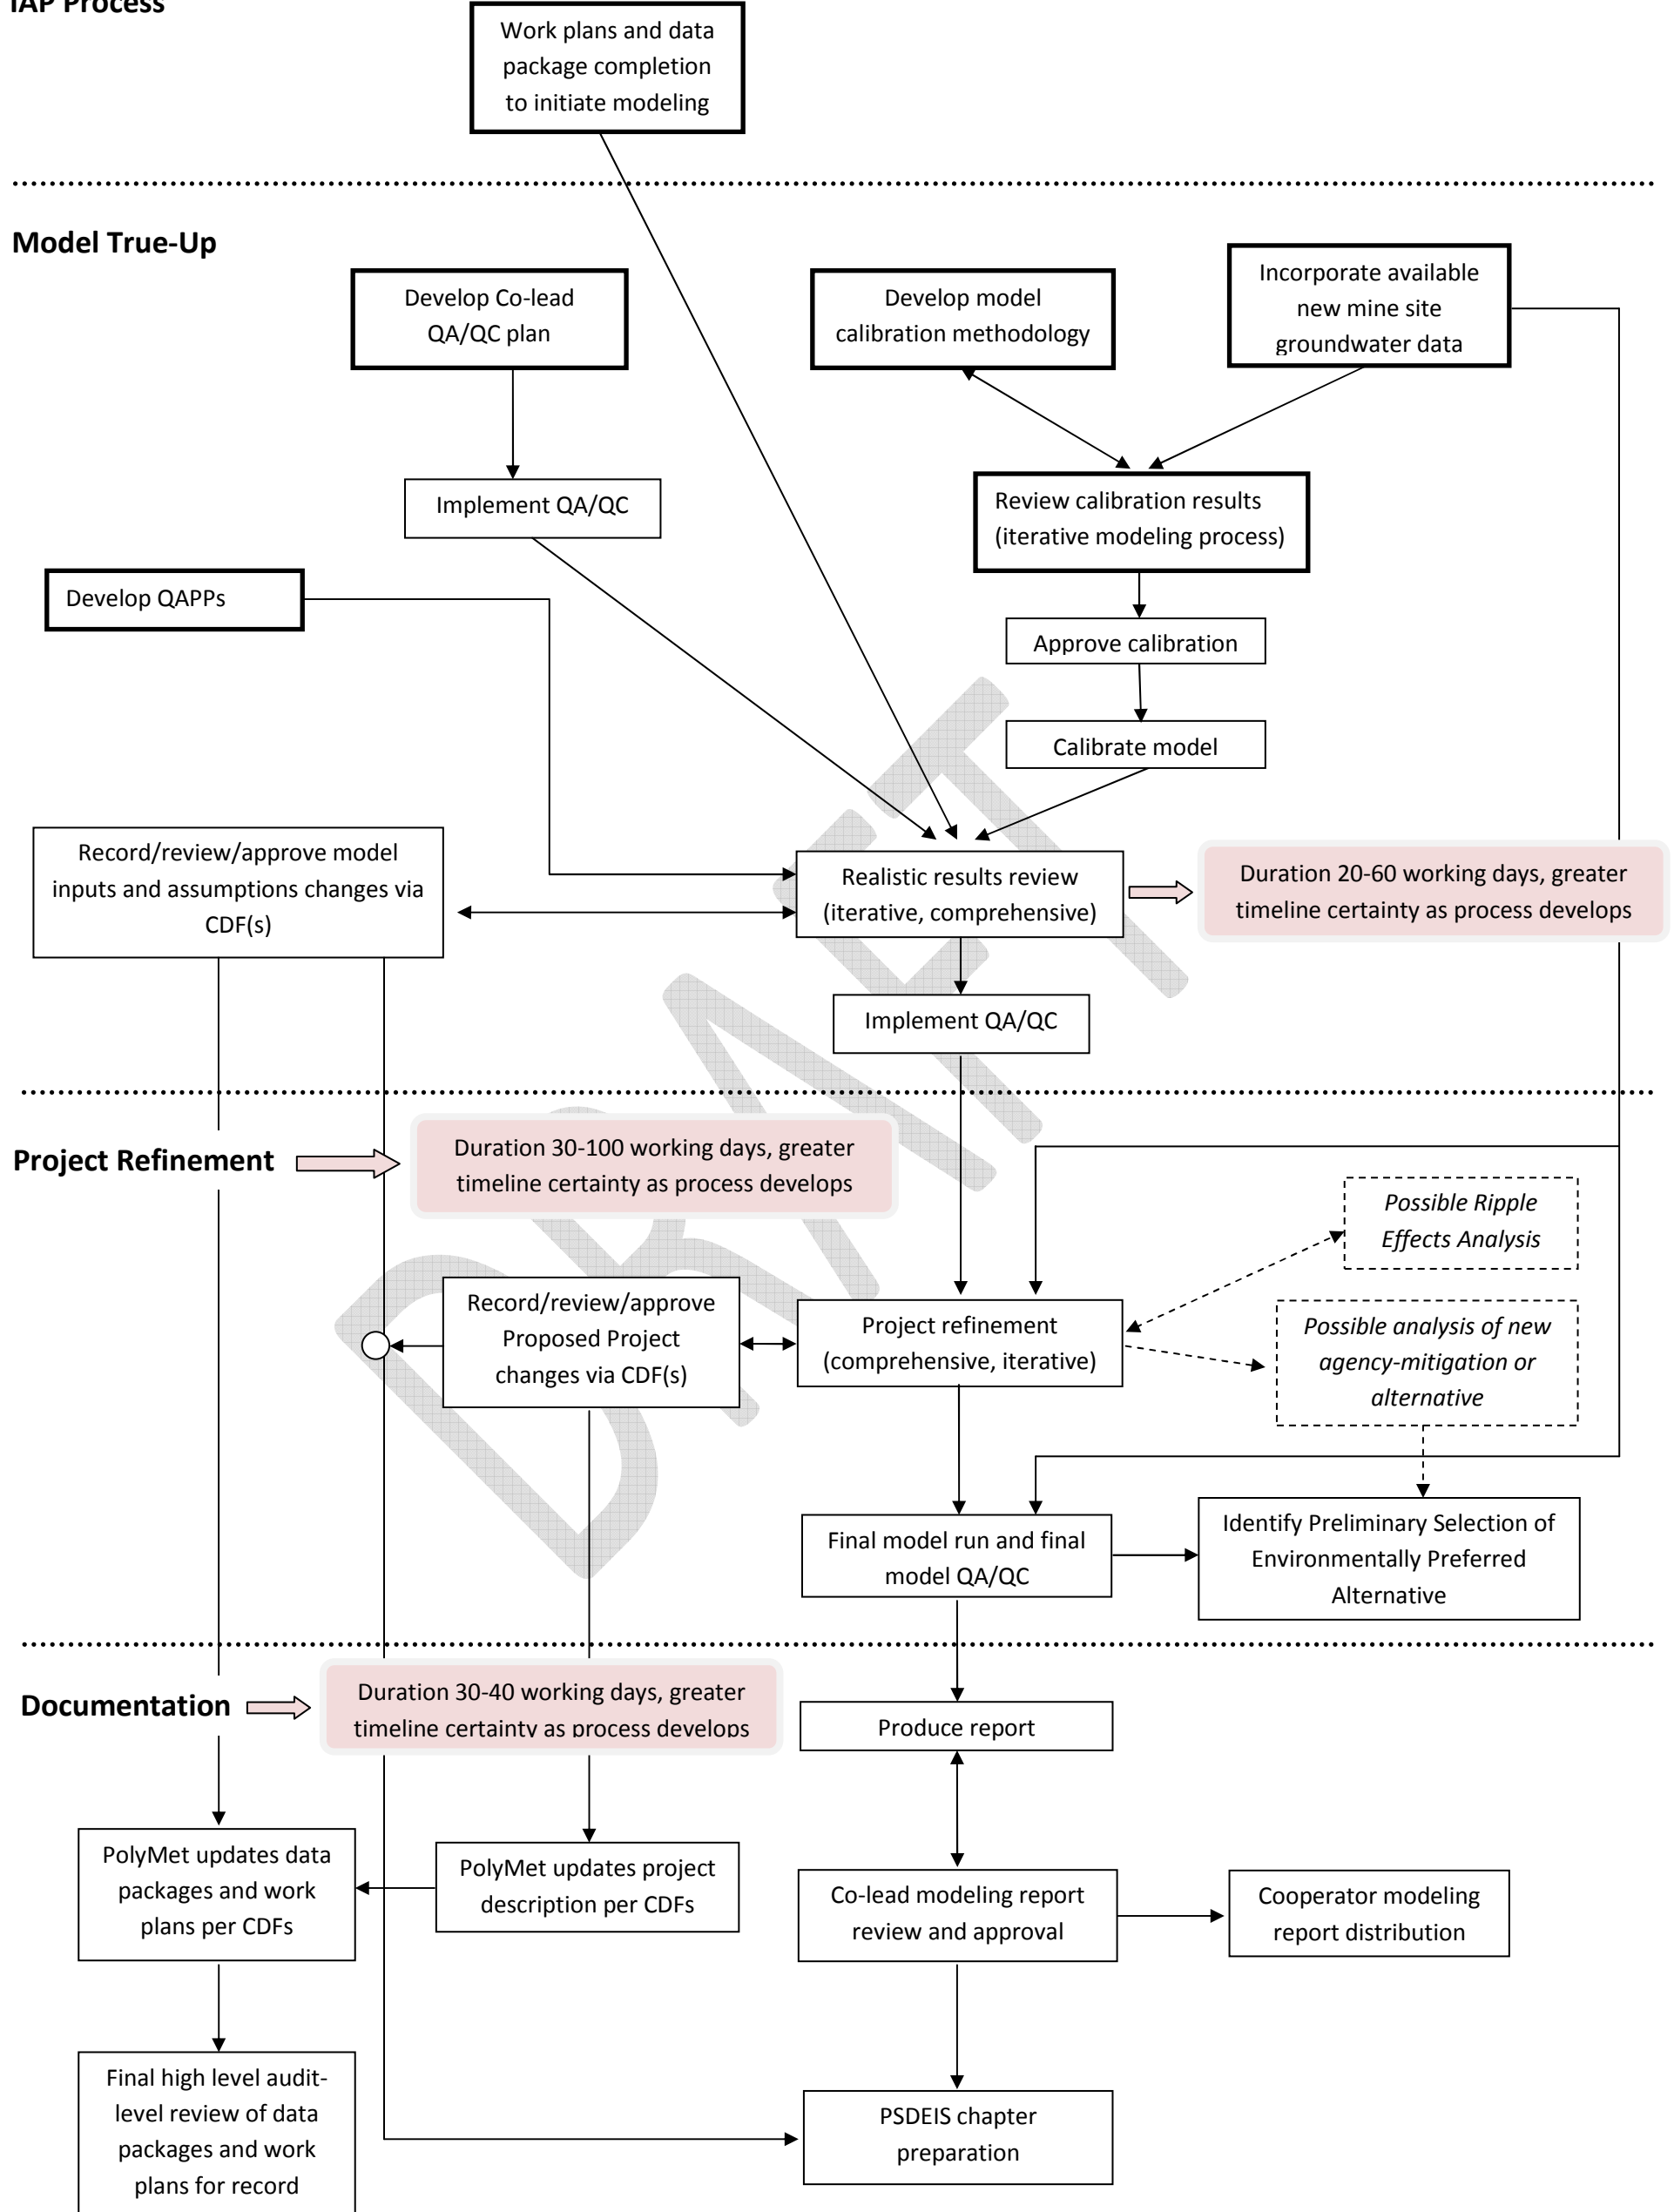 IAP Process
Work plans and data
package completion
to initiate modeling
Model True-Up
Develop Co-lead
QA/QC plan
Develop model
calibration methodology
Incorporate available
new mine site
groundwater data
Implement QA/QC
Review calibration results
(iterative modeling process)
Develop QAPPs
Approve calibration
Calibrate model
Record/review/approve model
inputs and assumptions changes via
CDF(s)
Realistic results review
(iterative, comprehensive)
Duration 20-60 working days, greater
timeline certainty as process develops
Implement QA/QC
Project Refinement
Duration 30-100 working days, greater
timeline certainty as process develops
Possible Ripple
Effects Analysis
Record/review/approve
Proposed Project
changes via CDF(s)
Project refinement
(comprehensive, iterative)
Possible analysis of new
agency-mitigation or
alternative
Final model run and final
model QA/QC
Identify Preliminary Selection of
Environmentally Preferred
Alternative
Documentation
Duration 30-40 working days, greater
timeline certainty as process develops
Produce report
PolyMet updates data
packages and work
plans per CDFs
PolyMet updates project
description per CDFs
Co-lead modeling report
review and approval
Cooperator modeling
report distribution
Final high level audit-
level review of data
packages and work
plans for record
PSDEIS chapter
preparation
DRAFT